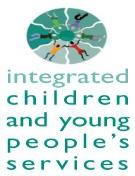 integrated
children
and young
people's
services